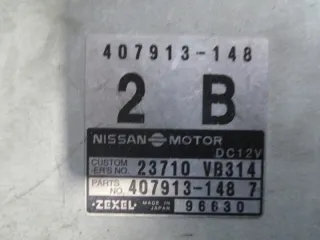 407913-148
2 B
NISSAN MOTOR
DC12V
CUSTOM
ER'S NO. 23710 VB314
PARTS
NO. 407913-148 7
·ZEXEL· MADE IN
JAPAN 96630